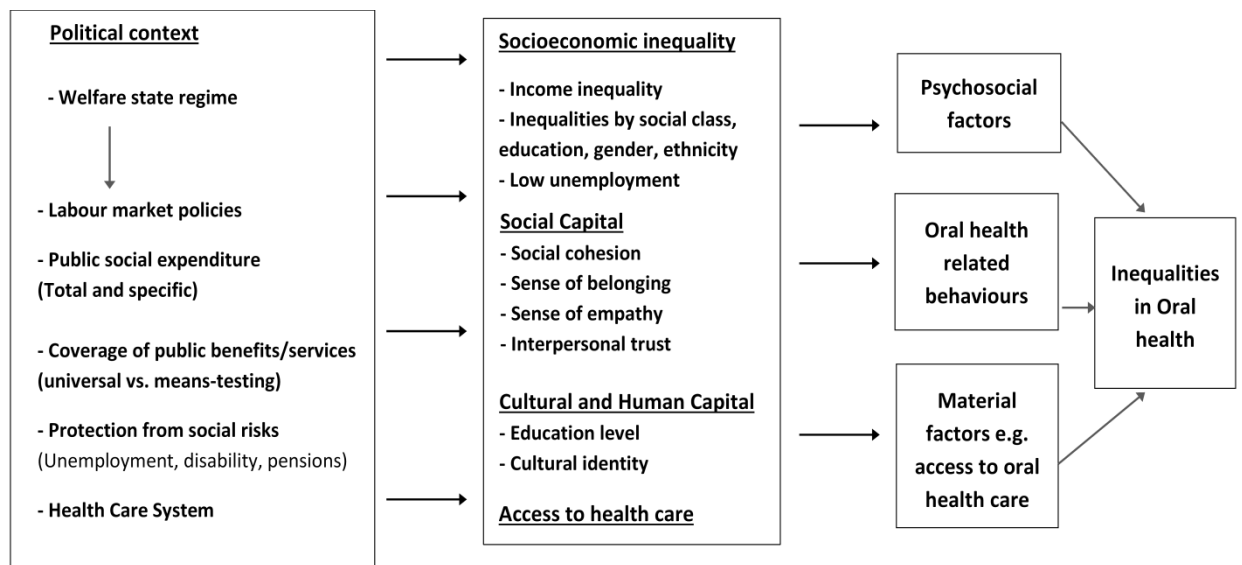 Political context
- Welfare state regime
- Labour market policies
- Public social expenditure
(Total and specific)
- Coverage of public benefits/services
(universal vs. means-testing)
- Protection from social risks
(Unemployment, disability, pensions)
- Health Care System
Socioeconomic inequality
- Income inequality
- Inequalities by social class,
education, gender, ethnicity
- Low unemployment
Social Capital
- Social cohesion
- Sense of belonging
- Sense of empathy
- Interpersonal trust
Cultural and Human Capital
- Education level
- Cultural identity
Access to health care
Psychosocial
factors
Oral health
related
behaviours
Material
factors e.g.
access to oral
health care
Inequalities
in Oral
health